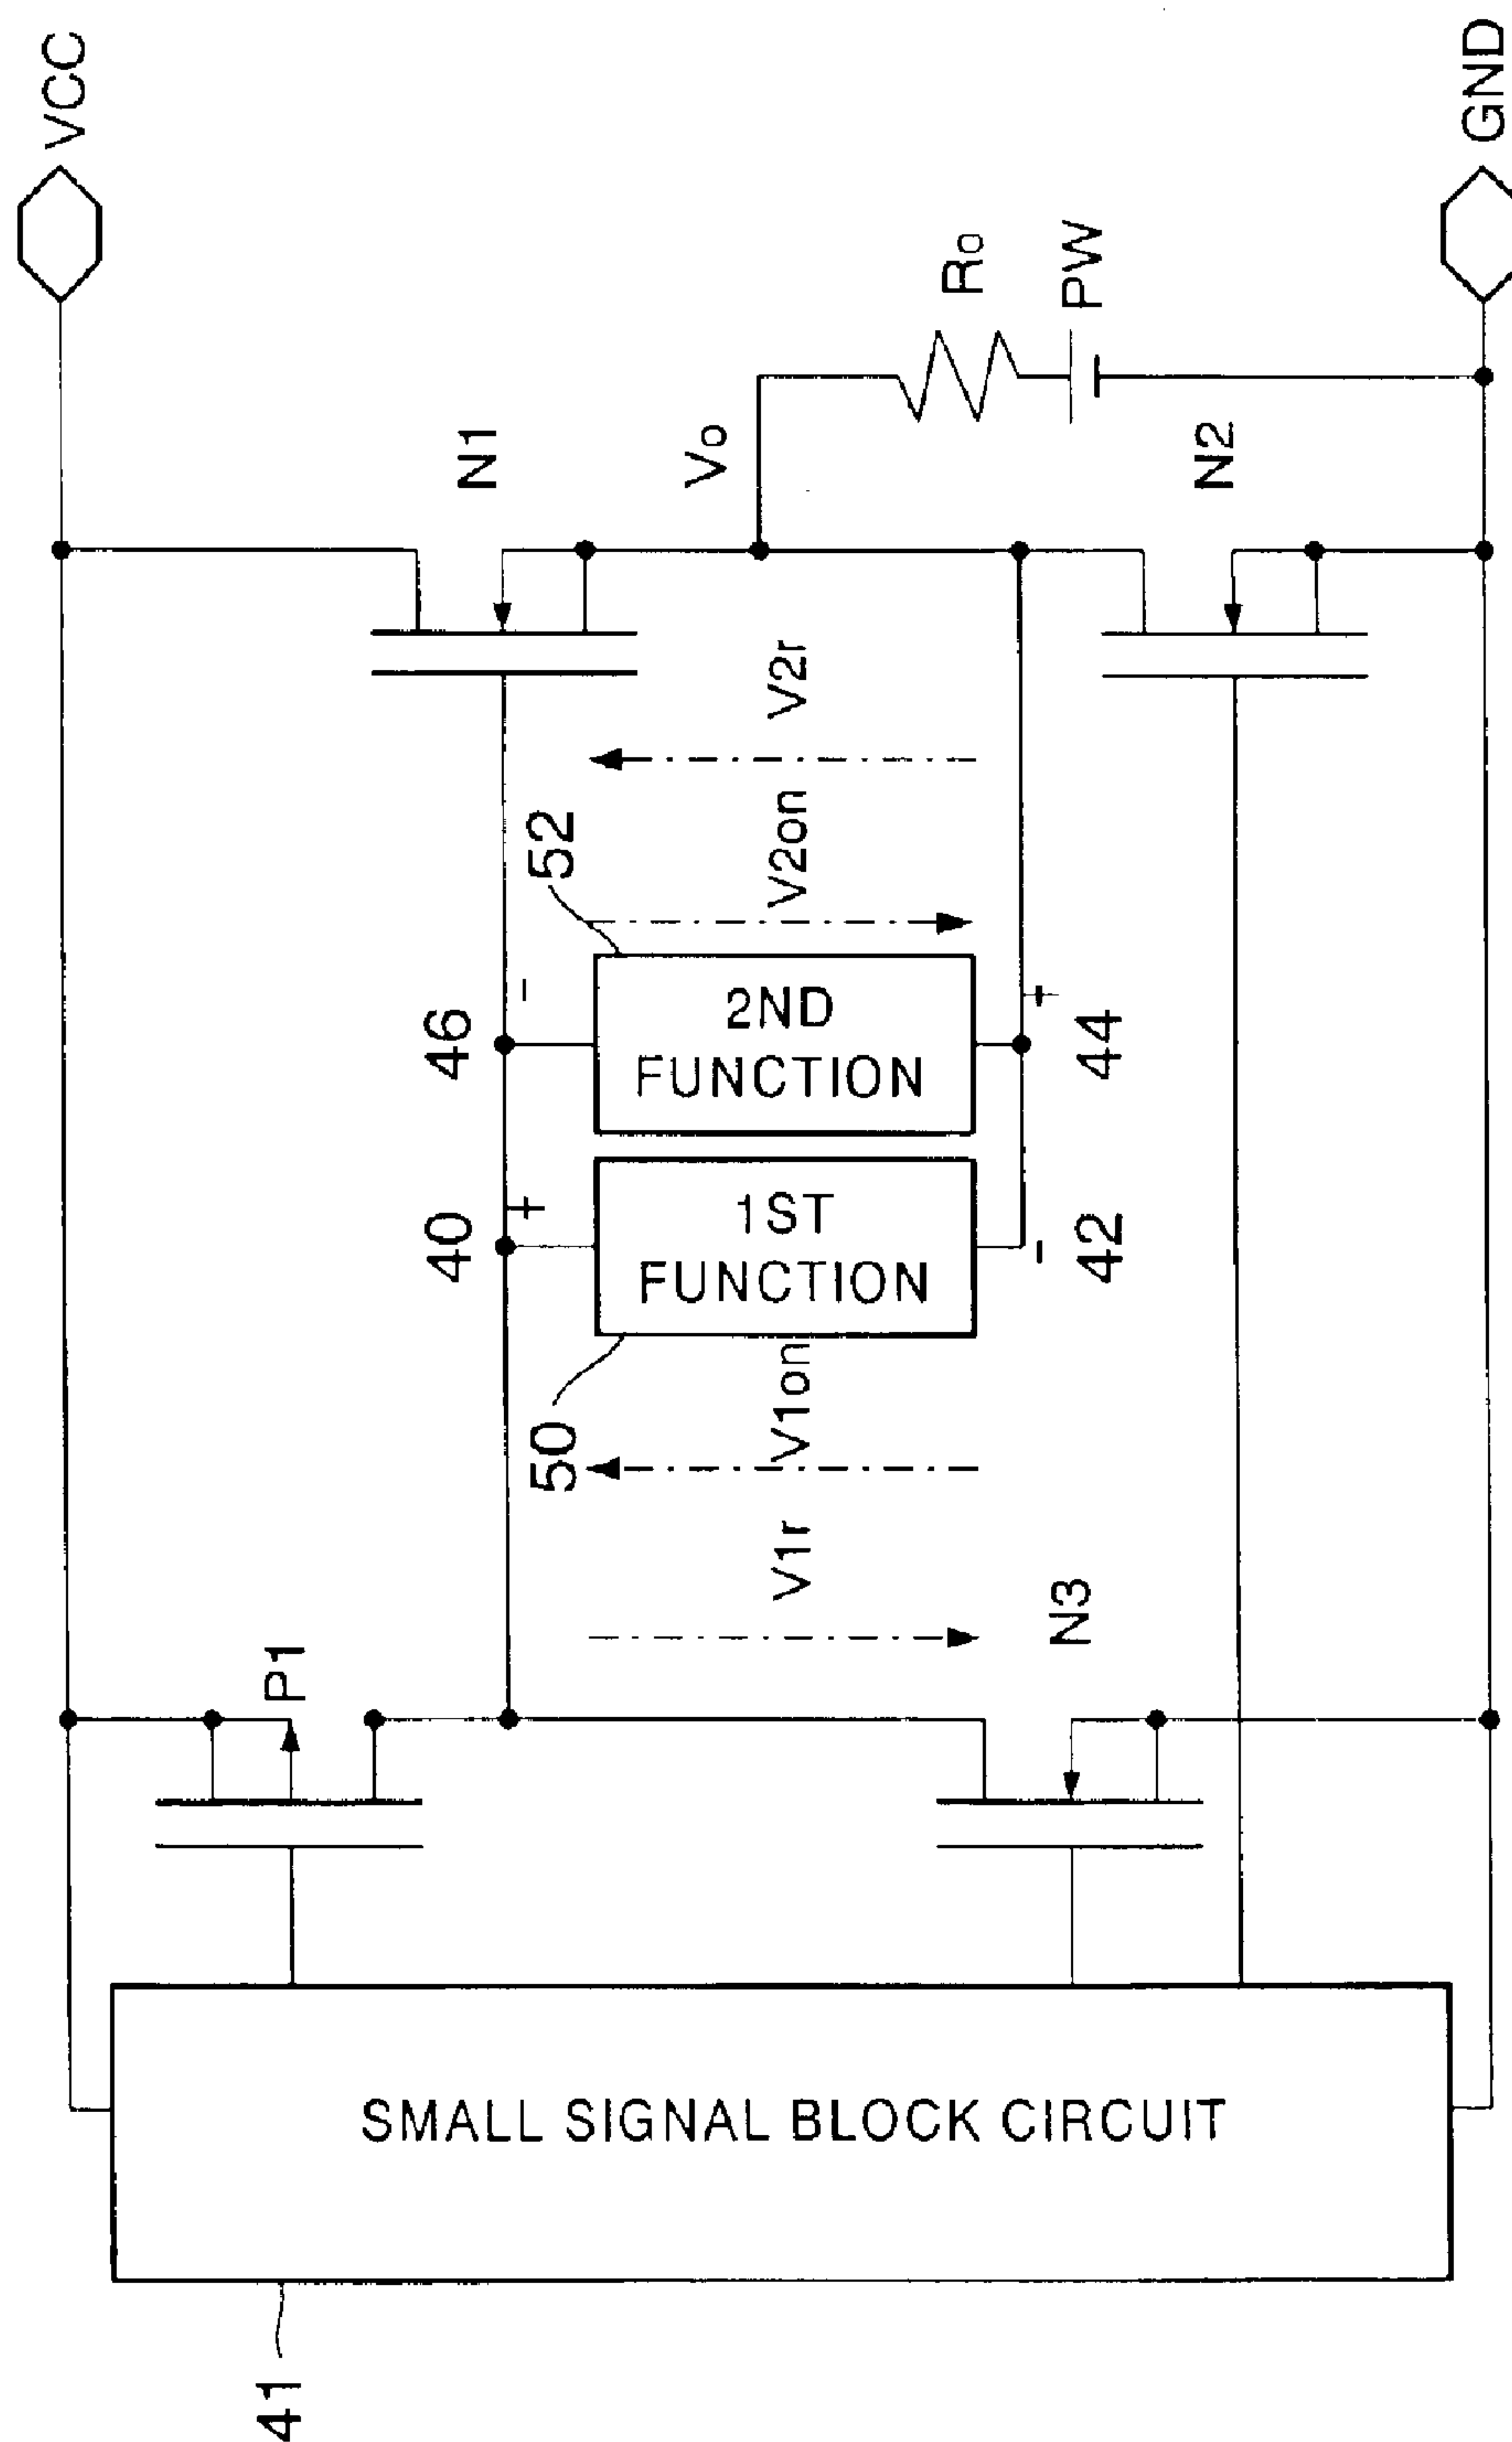 VCC
P1
N1
50
52
40
+
46
-
1ST
FUNCTION
2ND
FUNCTION
V1r
V1on
V2on
V2r
Vo
Ro
PW
SMALL SIGNAL BLOCK CIRCUIT
41
N3
42
-
44
+
N2
GND